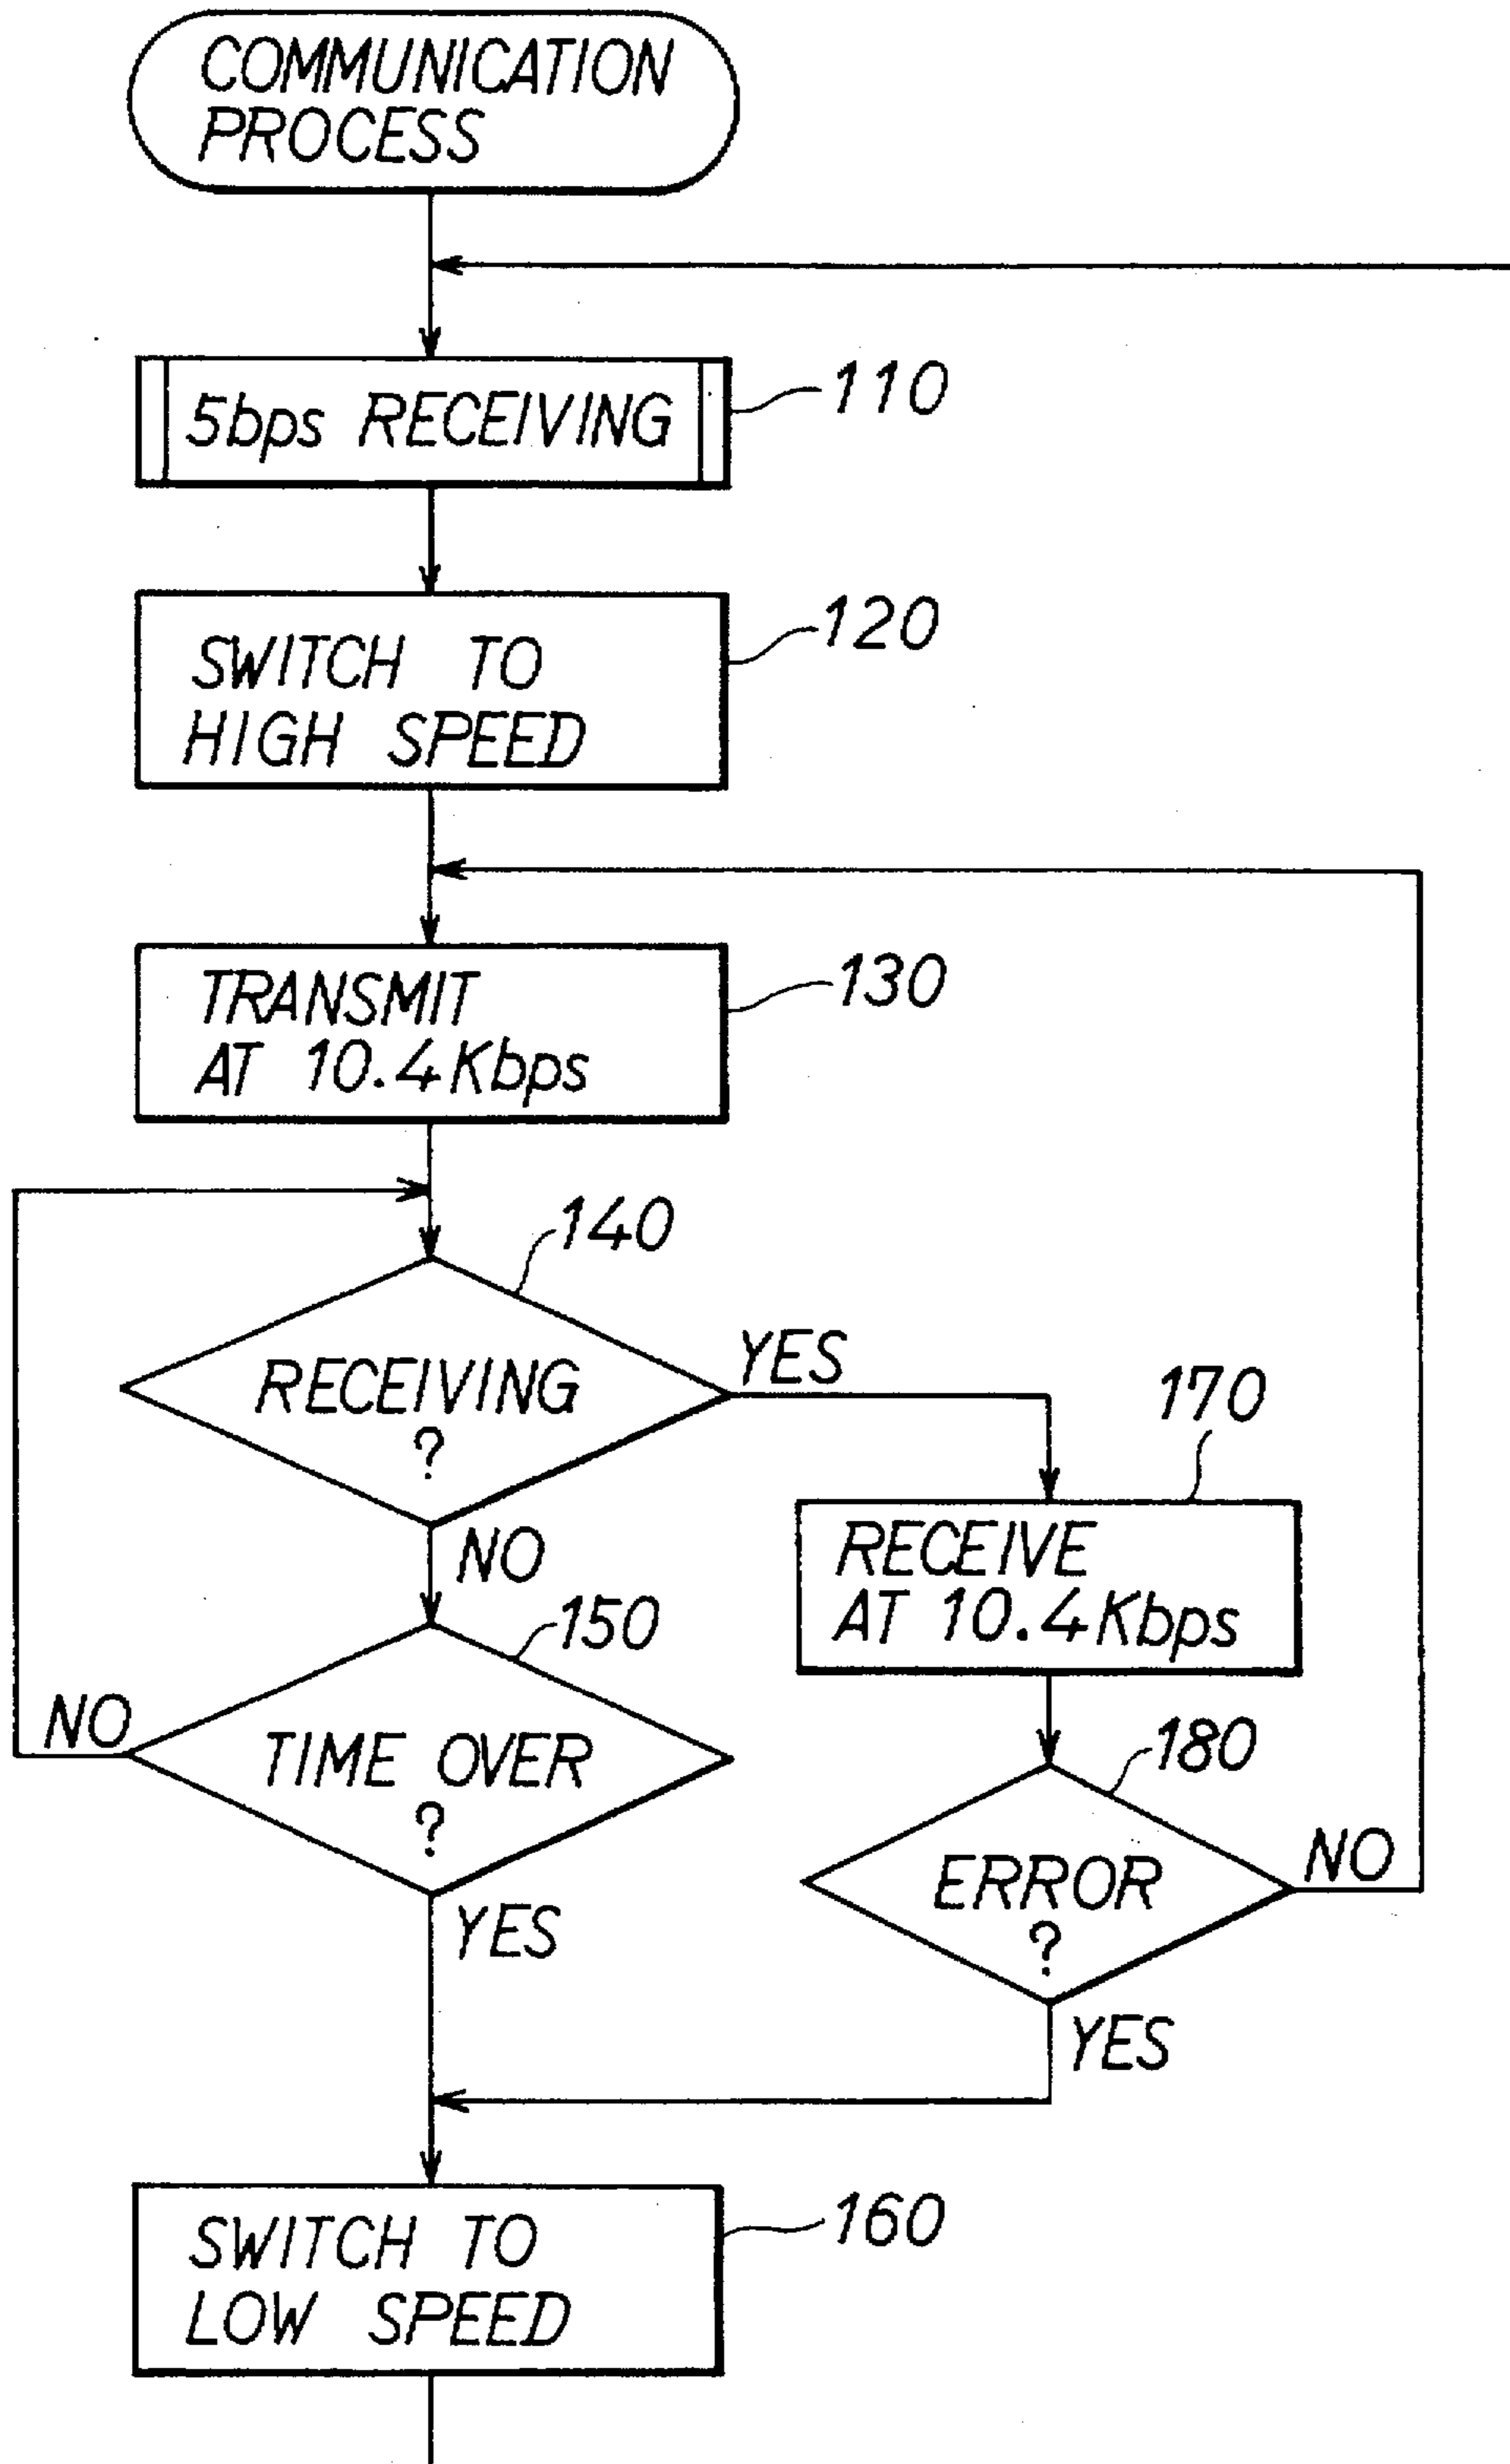 COMMUNICATION
PROCESS
5bps RECEIVING
110
SWITCH TO
HIGH SPEED
120
TRANSMIT
AT 10.4Kbps
130
140
RECEIVING
?
YES
NO
170
RECEIVE
AT 10.4Kbps
150
TIME OVER
?
NO
YES
180
ERROR
?
NO
YES
SWITCH TO
LOW SPEED
160